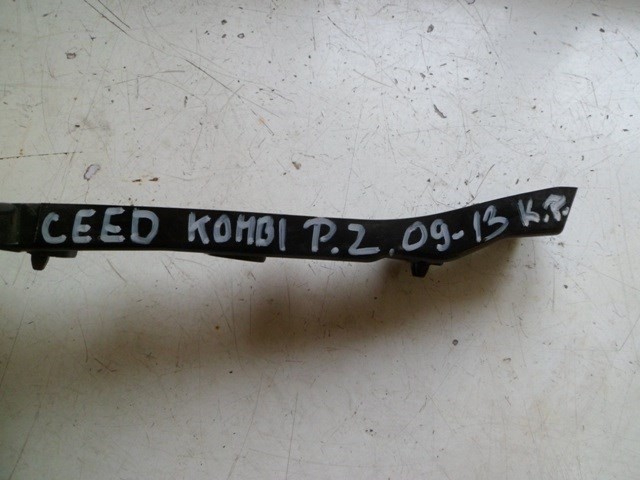 CEED KOMBI P.Z. 09-13 K.P.